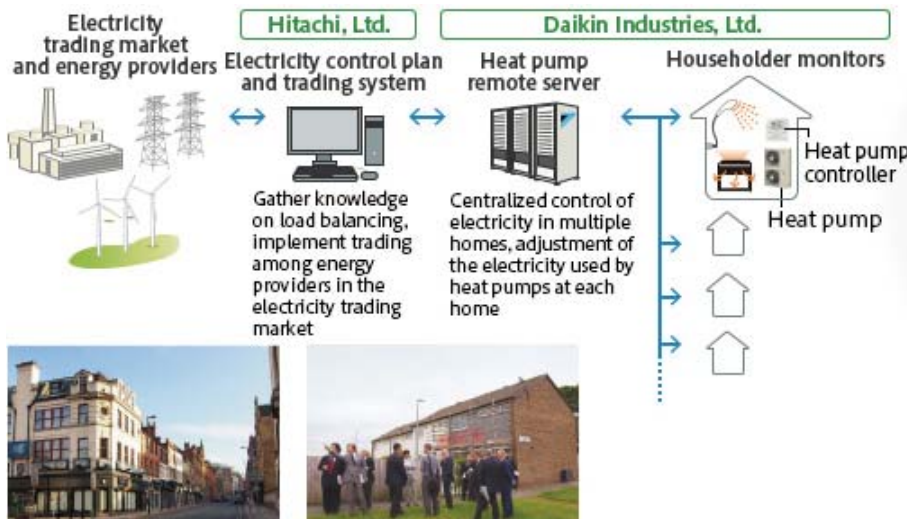 Electricity
trading market
and energy providers
Hitachi, Ltd.
Electricity control plan
and trading system
Gather knowledge
on load balancing,
implement trading
among energy
providers in the
electricity trading
market
Daikin Industries, Ltd.
Heat pump
remote server
Centralized control of
electricity in multiple
homes, adjustment of
the electricity used by
heat pumps at each
home
Householder monitors
Heat pump
controller
Heat pump